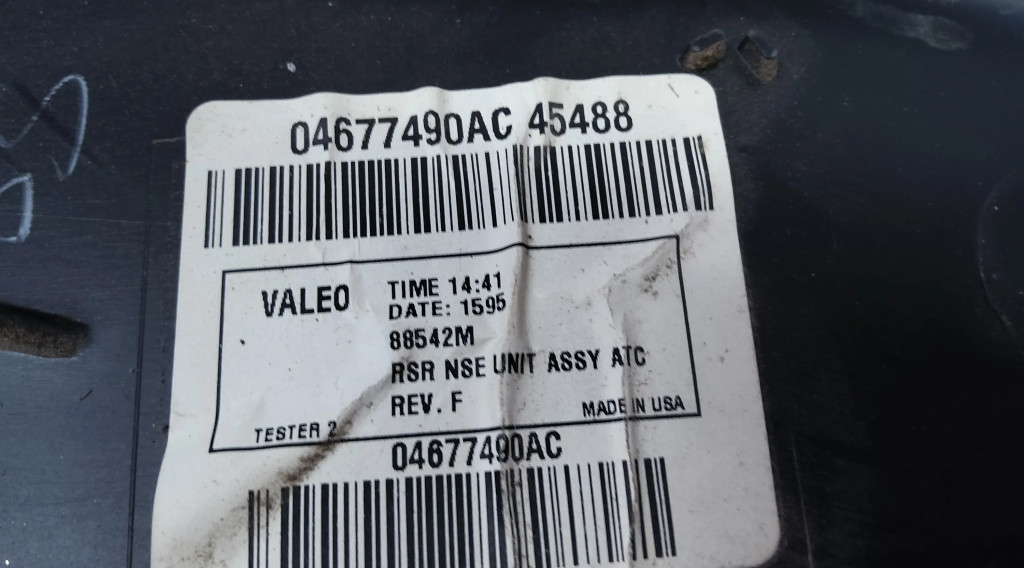 04677490AC 45488
VALEO
TIME 14:41
DATE: 1595
88542M
RSR NSE UNIT ASSY ATC
REV. F
MADE IN USA
TESTER 2
04677490AC